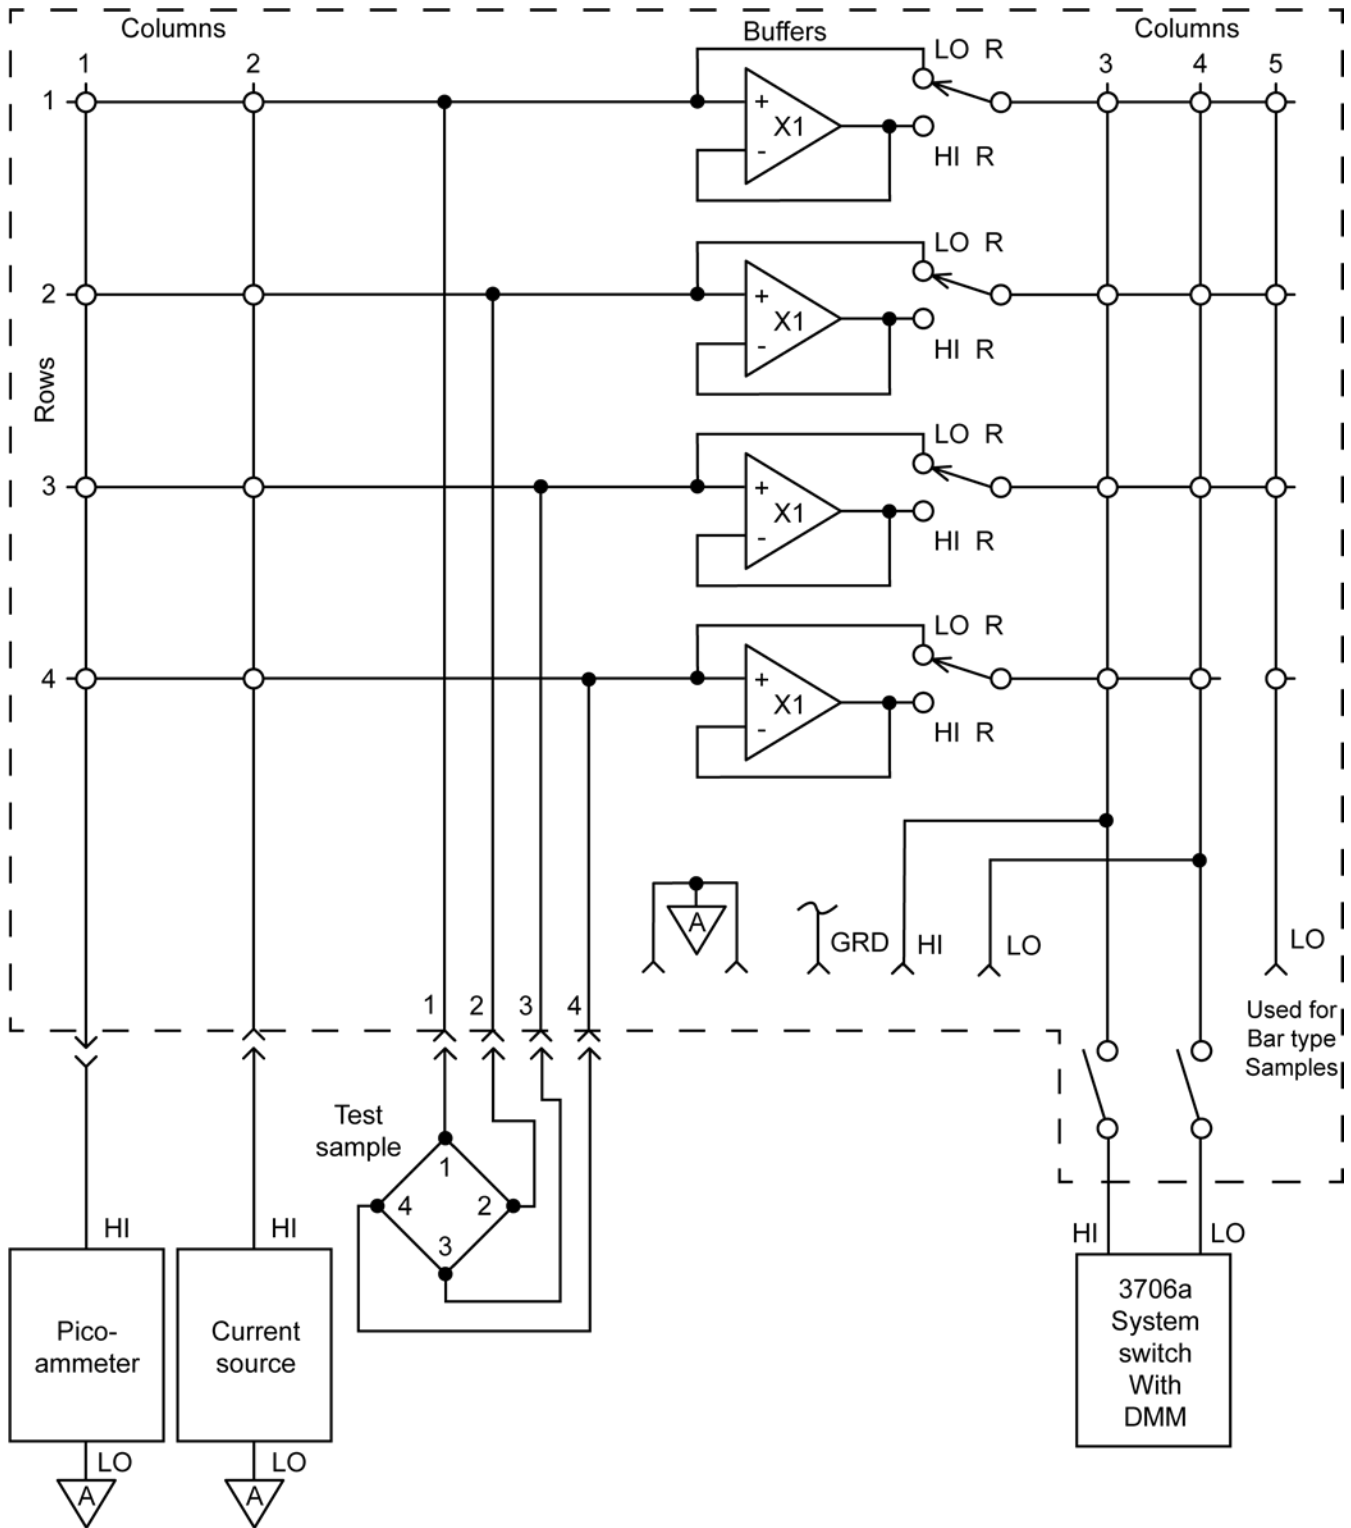 Columns
Buffers
Columns
1
2
LO R
3
4
5
1
+
X1
-
HI R
LO R
2
+
X1
-
HI R
Rows
LO R
3
+
X1
-
HI R
LO R
4
+
X1
-
HI R
A
GRD
HI
LO
LO
1
2
3
4
Used for
Bar type
Samples
Test
sample
1
4
2
3
HI
HI
HI
LO
Pico-
ammeter
Current
source
3706a
System
switch
With
DMM
LO
LO
A
A